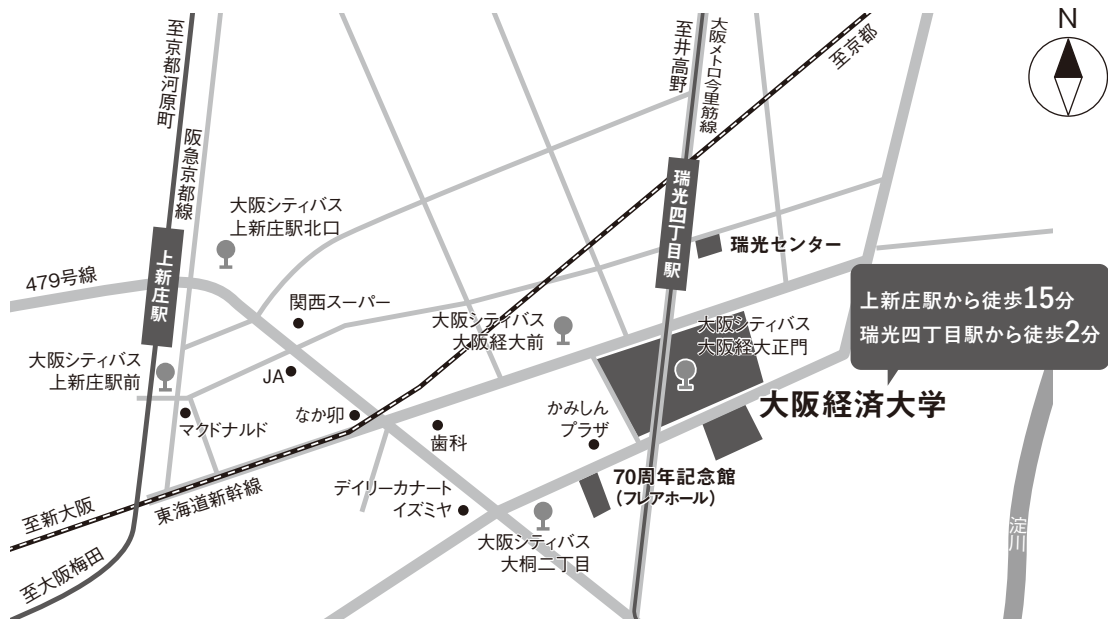 N
至京都河原町
阪急京都線
至井高野
大阪メトロ今里筋線
至京都
大阪シティバス
上新庄駅北口
上新庄駅
瑞光四丁目駅
瑞光センター
479号線
関西スーパー
大阪シティバス
大阪経大前
大阪シティバス
大阪経大正門
上新庄駅から徒歩15分
瑞光四丁目駅から徒歩2分
大阪シティバス
上新庄駅前
JA
マクドナルド
なか卯
歯科
かみしん
プラザ
大阪経済大学
70周年記念館
(フレアホール)
デイリーカナート
イズミヤ
東海道新幹線
至新大阪
至大阪梅田
大阪シティバス
大桐二丁目
淀川